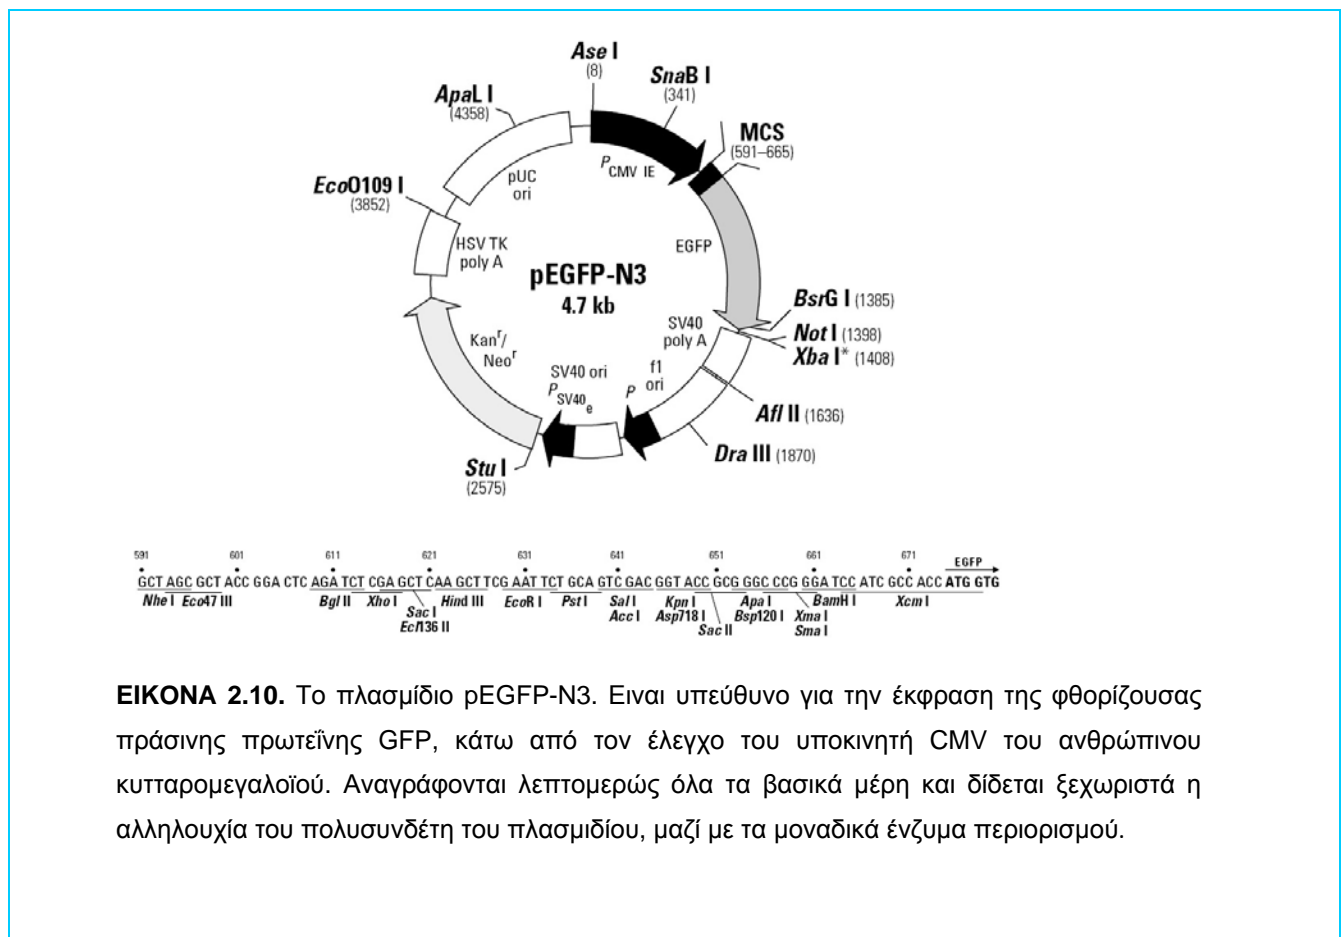 Ase I
(8)
SnaB I
(341)
ApaL I
(4358)
MCS
(591–665)
PCMV IE
pUC
ori
EcoO109 I
(3852)
HSV TK
poly A
EGFP
pEGFP-N3
4.7 kb
BsrG I (1385)
SV40
poly A
Not I (1398)
Xba I* (1408)
Kanr/
Neor
f1
ori
SV40 ori
P
PSV40e
Afl II (1636)
Dra III (1870)
Stu I
(2575)
591 601 611 621 631 641 651 661 671 EGFP
GCT AGC GCT ACC GGA CTC AGA TCT CGA GCT CAA GCT TCG AAT TCT GCA GTC GAC GGT ACC GCG GGC CCG GGA TCC ATC GCC ACC ATG GTG
Nhe I Eco47 III Bgl II Xho I Hind III EcoR I Pst I Sal I Kpn I Apa I BamH I Xcm I
Sac I Acc I Asp718 I Bsp120 I Xma I
Ecl136 II Sac II Sma I
ΕΙΚΟΝΑ 2.10. Το πλασμίδιο pEGFP-N3. Ειναι υπεύθυνο για την έκφραση της φθορίζουσας
πράσινης πρωτεΐνης GFP, κάτω από τον έλεγχο του υποκινητή CMV του ανθρώπινου
κυτταρομεγαλοϊού. Αναγράφονται λεπτομερώς όλα τα βασικά μέρη και δίδεται ξεχωριστά η
αλληλουχία του πολυσυνδέτη του πλασμιδίου, μαζί με τα μοναδικά ένζυμα περιορισμού.